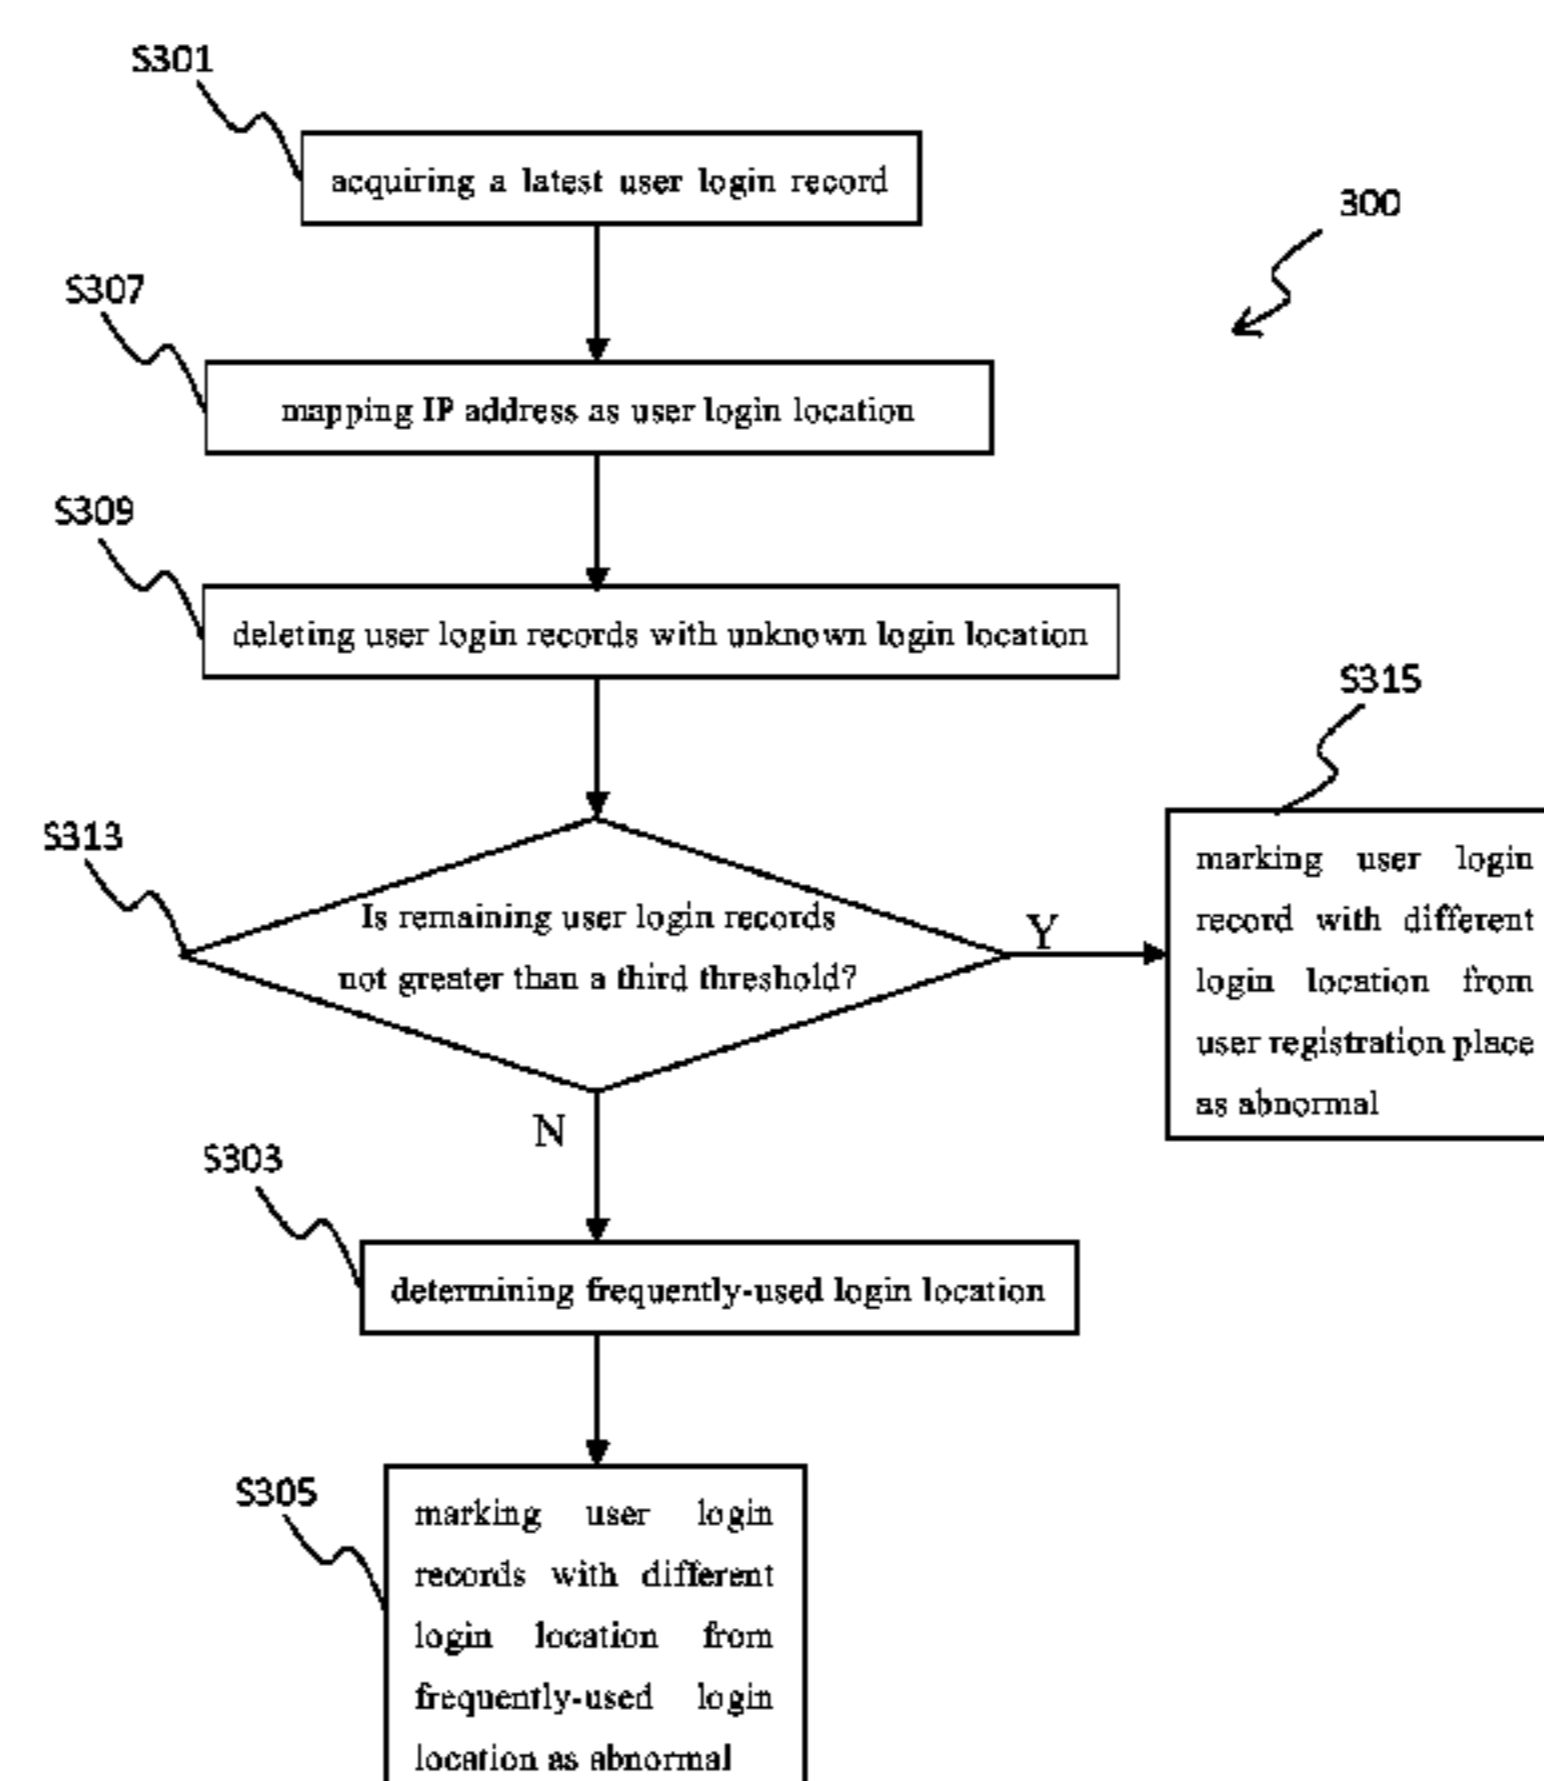 S301
acquiring a latest user login record
300
S307
mapping IP address as user login location
S309
deleting user login records with unknown login location
S315
marking user login
record with different
login location from
user registration place
as abnormal
S313
Is remaining user login records
not greater than a third threshold?
Y
N
S303
determining frequently-used login location
S305
marking user login
records with different
login location from
frequently-used login
location as abnormal